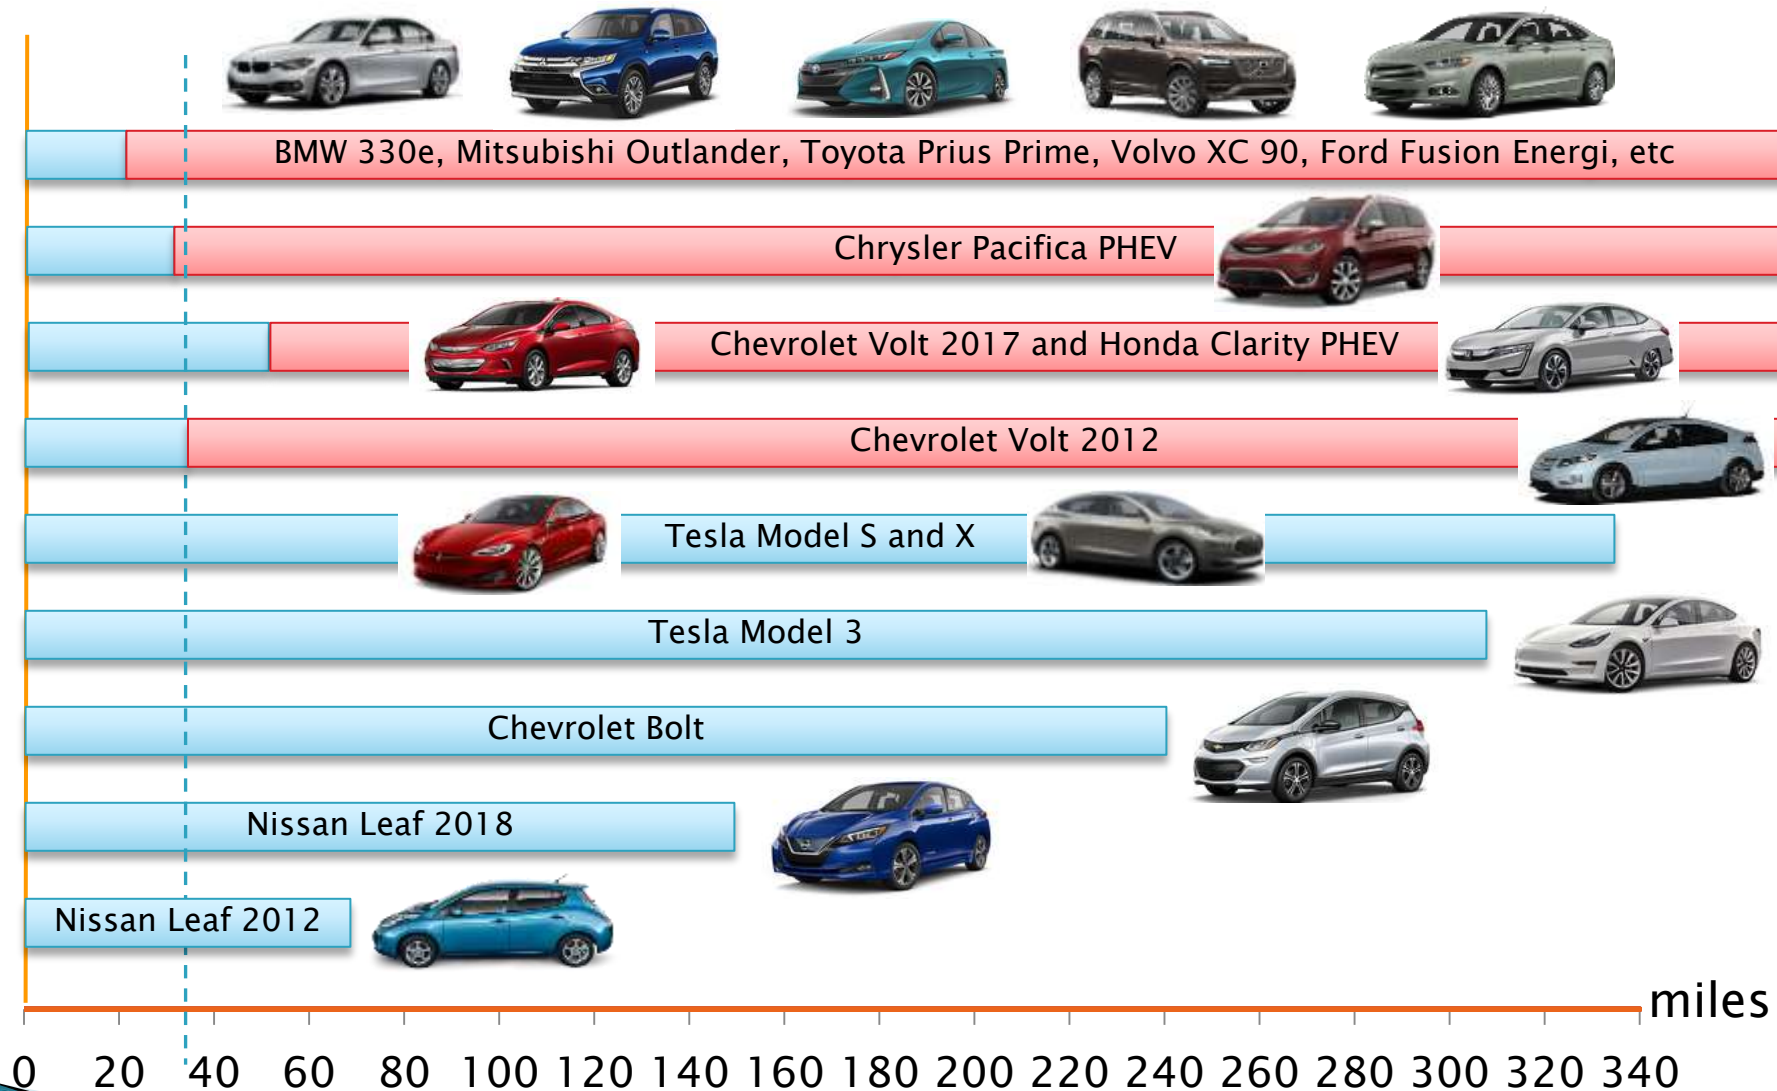 BMW 330e, Mitsubishi Outlander, Toyota Prius Prime, Volvo XC 90, Ford Fusion Energi, etc
Chrysler Pacifica PHEV
Chevrolet Volt 2017 and Honda Clarity PHEV
Chevrolet Volt 2012
Tesla Model S and X
Tesla Model 3
Chevrolet Bolt
Nissan Leaf 2018
Nissan Leaf 2012
miles
0 20 40 60 80 100 120 140 160 180 200 220 240 260 280 300 320 340